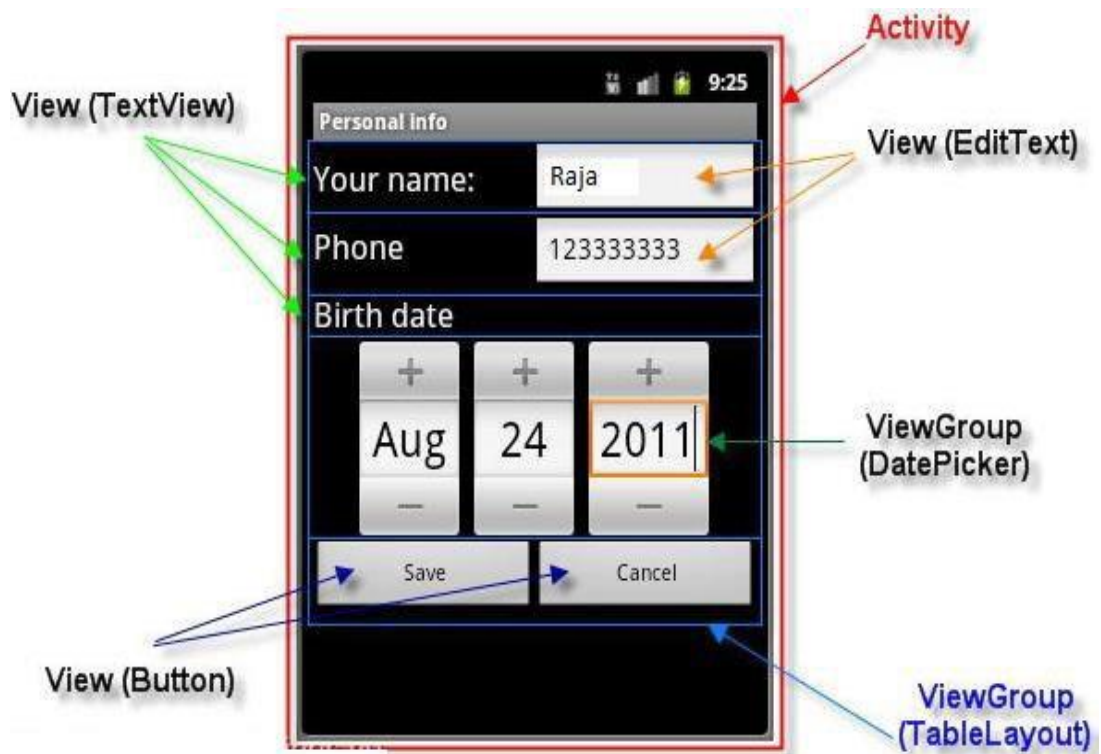 Activity
9:25
View (TextView)
Personal info
View (EditText)
Your name:
Raja
Phone
123333333
Birth date
+ + +
Aug 24 2011
ViewGroup
(DatePicker)
− − −
Save
Cancel
View (Button)
ViewGroup
(TableLayout)